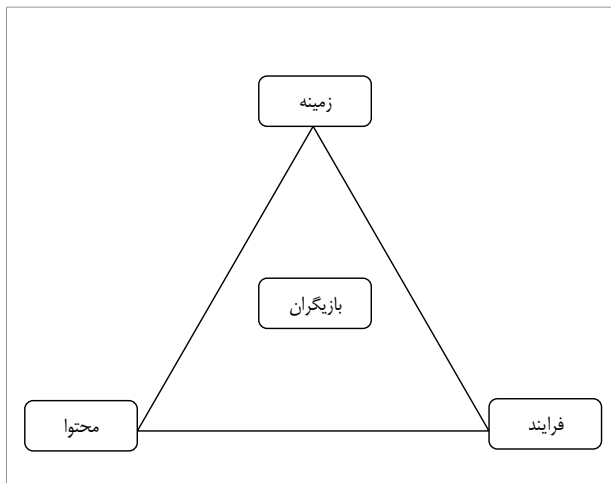 زمینه
بازیگران
فرایند
محتوا